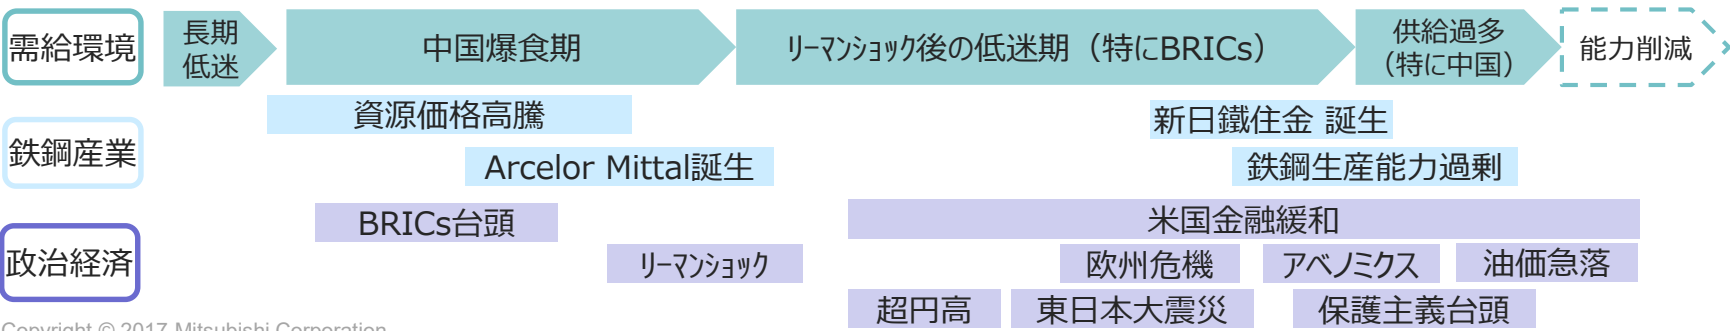 需給環境
長期
低迷
中国爆食期
リーマンショック後の低迷期（特にBRICs）
供給過多
（特に中国）
能力削減
鉄鋼産業
資源価格高騰
新日鐵住金 誕生
Arcelor Mittal誕生
鉄鋼生産能力過剰
政治経済
BRICs台頭
米国金融緩和
リーマンショック
欧州危機
アベノミクス
油価急落
超円高
東日本大震災
保護主義台頭
Copyright © 2017 Mitsubishi Corporation